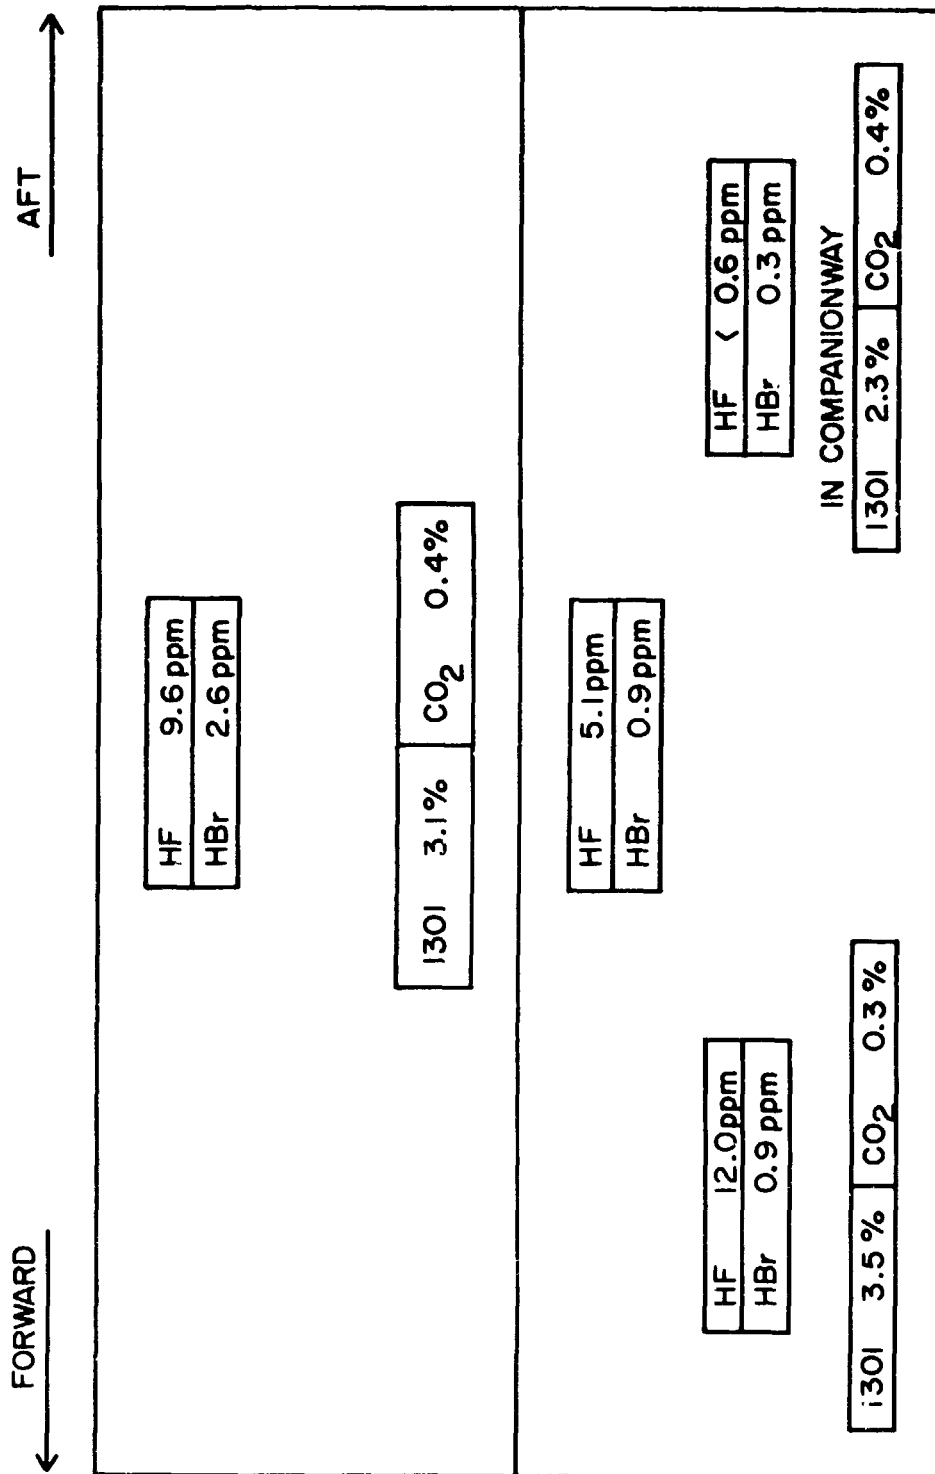 FORWARD
AFT
HF 9.6 ppm
HBr 2.6 ppm
1301 3.1% CO2 0.4%
HF 5.1 ppm
HBr 0.9 ppm
HF 12.0 ppm
HBr 0.9 ppm
HF < 0.6 ppm
HBr 0.3 ppm
IN COMPANIONWAY
1301 3.5% CO2 0.3%
1301 2.3% CO2 0.4%